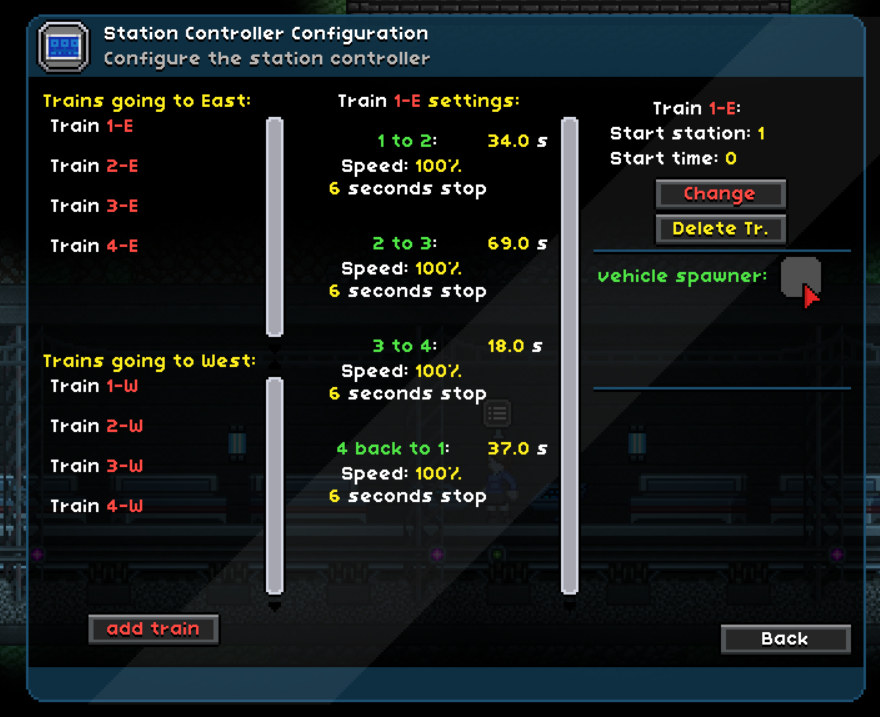 Station Controller Configuration
Configure the station controller
Trains going to East:
Train 1-E
Train 2-E
Train 3-E
Train 4-E
Trains going to West:
Train 1-W
Train 2-W
Train 3-W
Train 4-W
add train
Train 1-E settings:
1 to 2: 34.0 s
Speed: 100%
6 seconds stop
2 to 3: 69.0 s
Speed: 100%
6 seconds stop
3 to 4: 18.0 s
Speed: 100%
6 seconds stop
4 back to 1: 37.0 s
Speed: 100%
6 seconds stop
Train 1-E:
Start station: 1
Start time: 0
Change
Delete Tr.
vehicle spawner:
Back